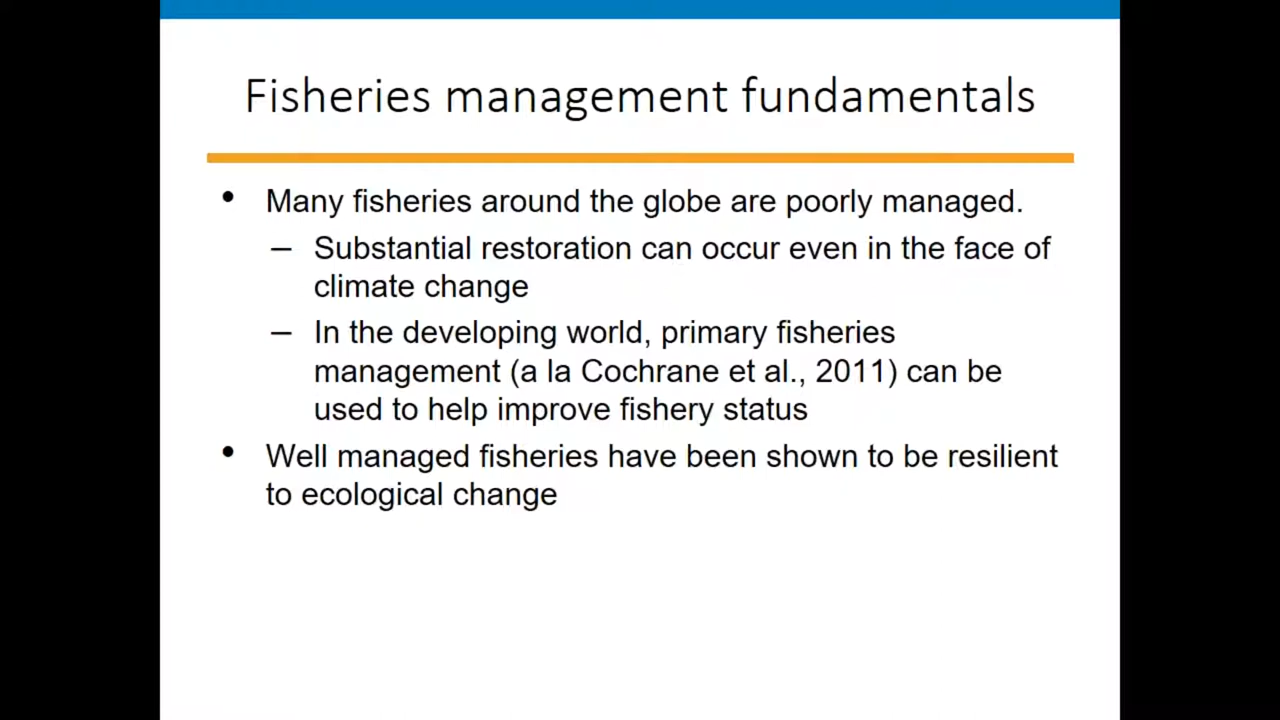 Fisheries management fundamentals
• Many fisheries around the globe are poorly managed.
– Substantial restoration can occur even in the face of
climate change
– In the developing world, primary fisheries
management (a la Cochrane et al., 2011) can be
used to help improve fishery status
• Well managed fisheries have been shown to be resilient
to ecological change